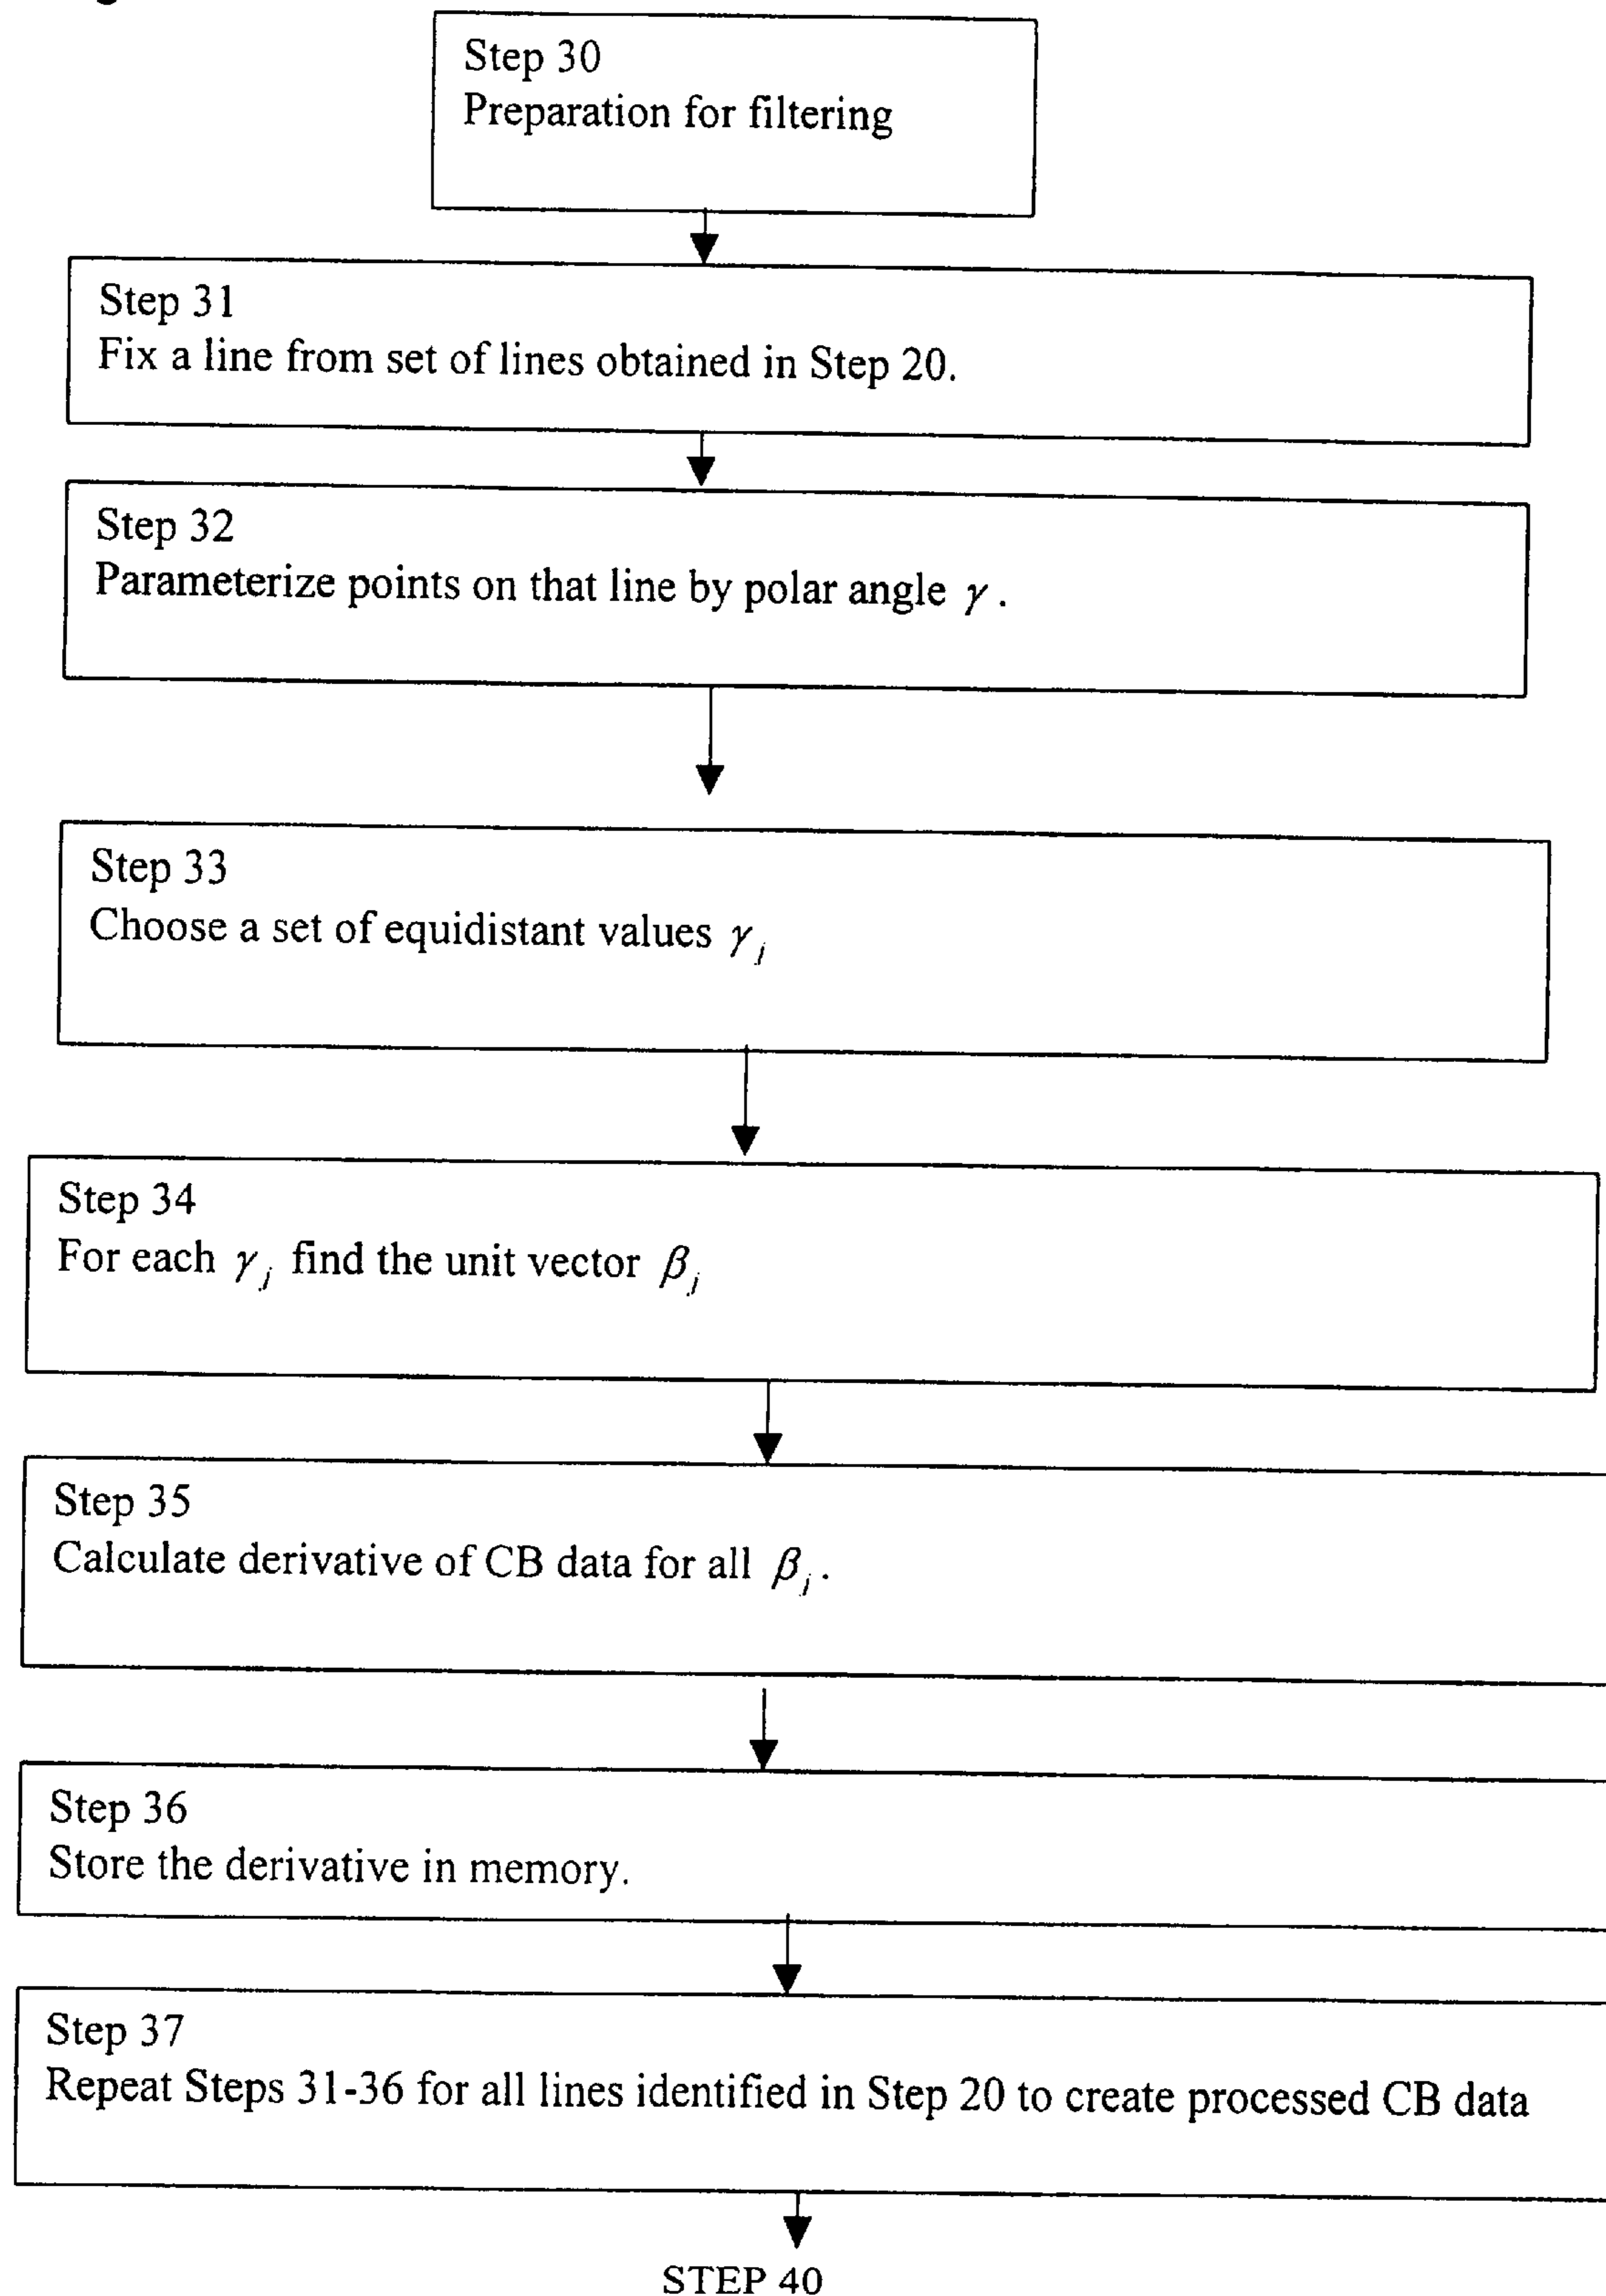 Step 30
Preparation for filtering
Step 31
Fix a line from set of lines obtained in Step 20.
Step 32
Parameterize points on that line by polar angle γ .
Step 33
Choose a set of equidistant values γ j
Step 34
For each γ j find the unit vector β j
Step 35
Calculate derivative of CB data for all β j .
Step 36
Store the derivative in memory.
Step 37
Repeat Steps 31-36 for all lines identified in Step 20 to create processed CB data
STEP 40